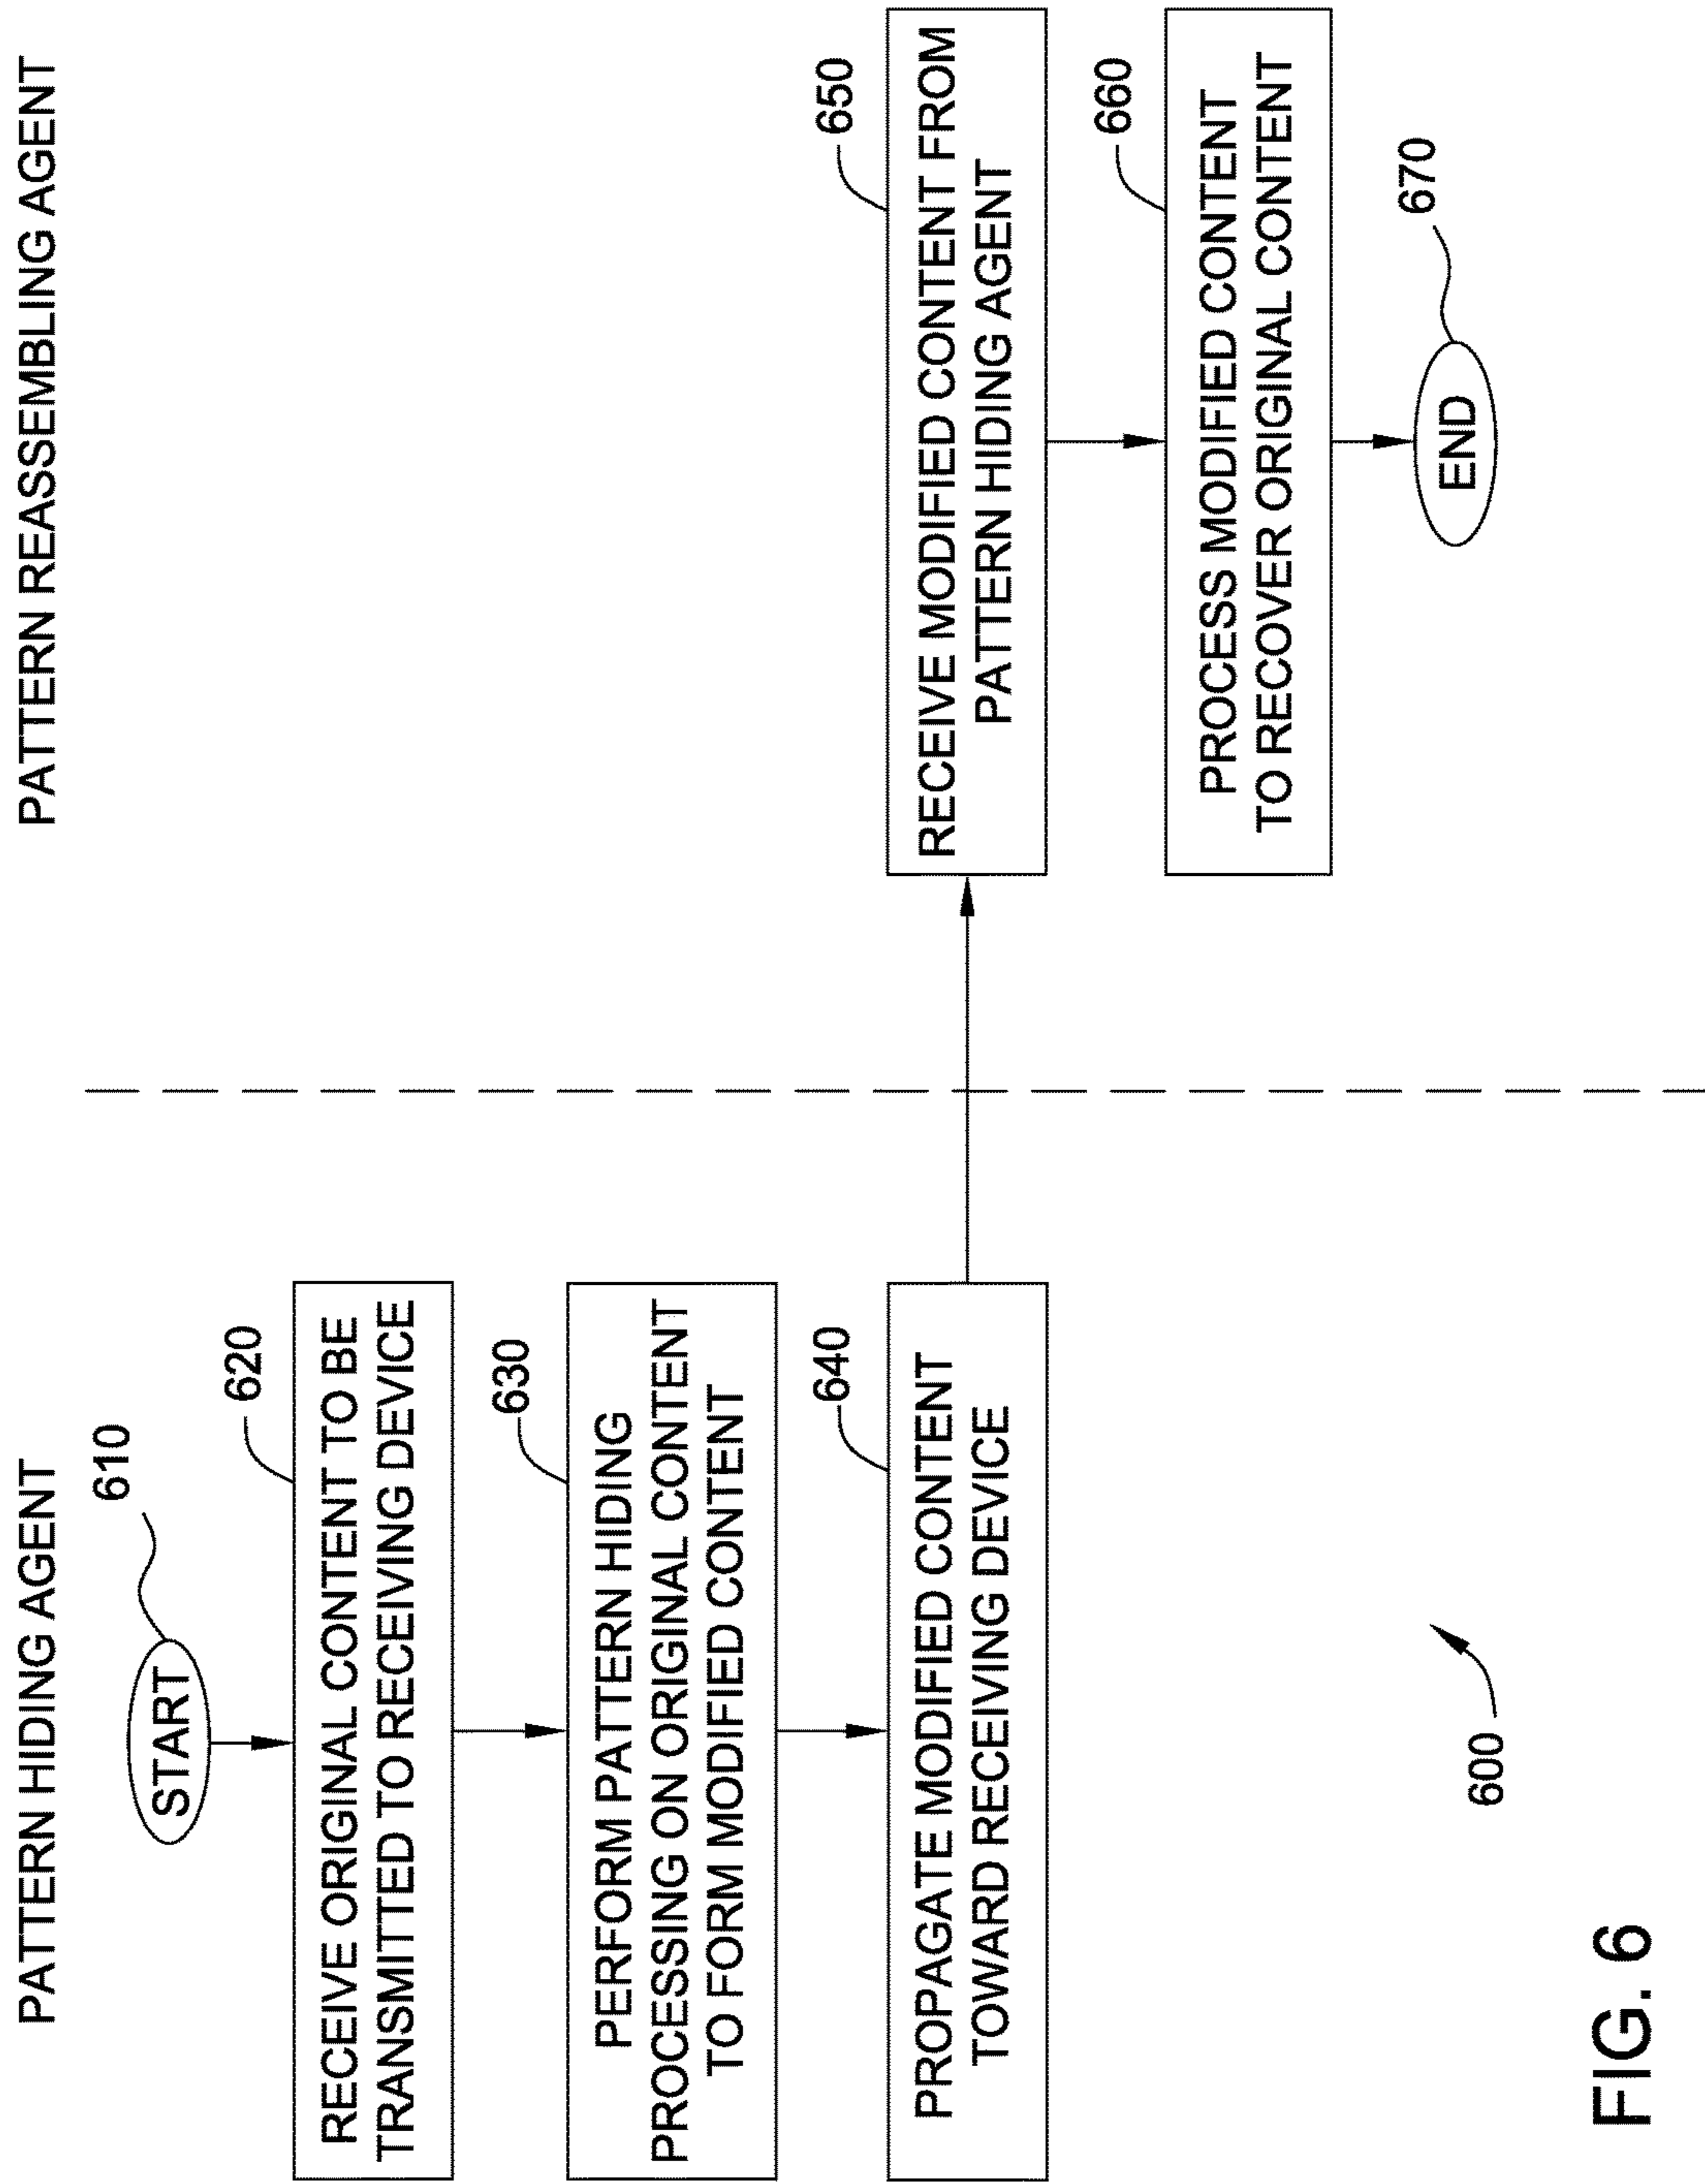 PATTERN HIDING AGENT
610
START
620
RECEIVE ORIGINAL CONTENT TO BE
TRANSMITTED TO RECEIVING DEVICE
630
PERFORM PATTERN HIDING
PROCESSING ON ORIGINAL CONTENT
TO FORM MODIFIED CONTENT
640
PROPAGATE MODIFIED CONTENT
TOWARD RECEIVING DEVICE
PATTERN REASSEMBLING AGENT
650
RECEIVE MODIFIED CONTENT FROM
PATTERN HIDING AGENT
660
PROCESS MODIFIED CONTENT
TO RECOVER ORIGINAL CONTENT
670
END
600
FIG. 6